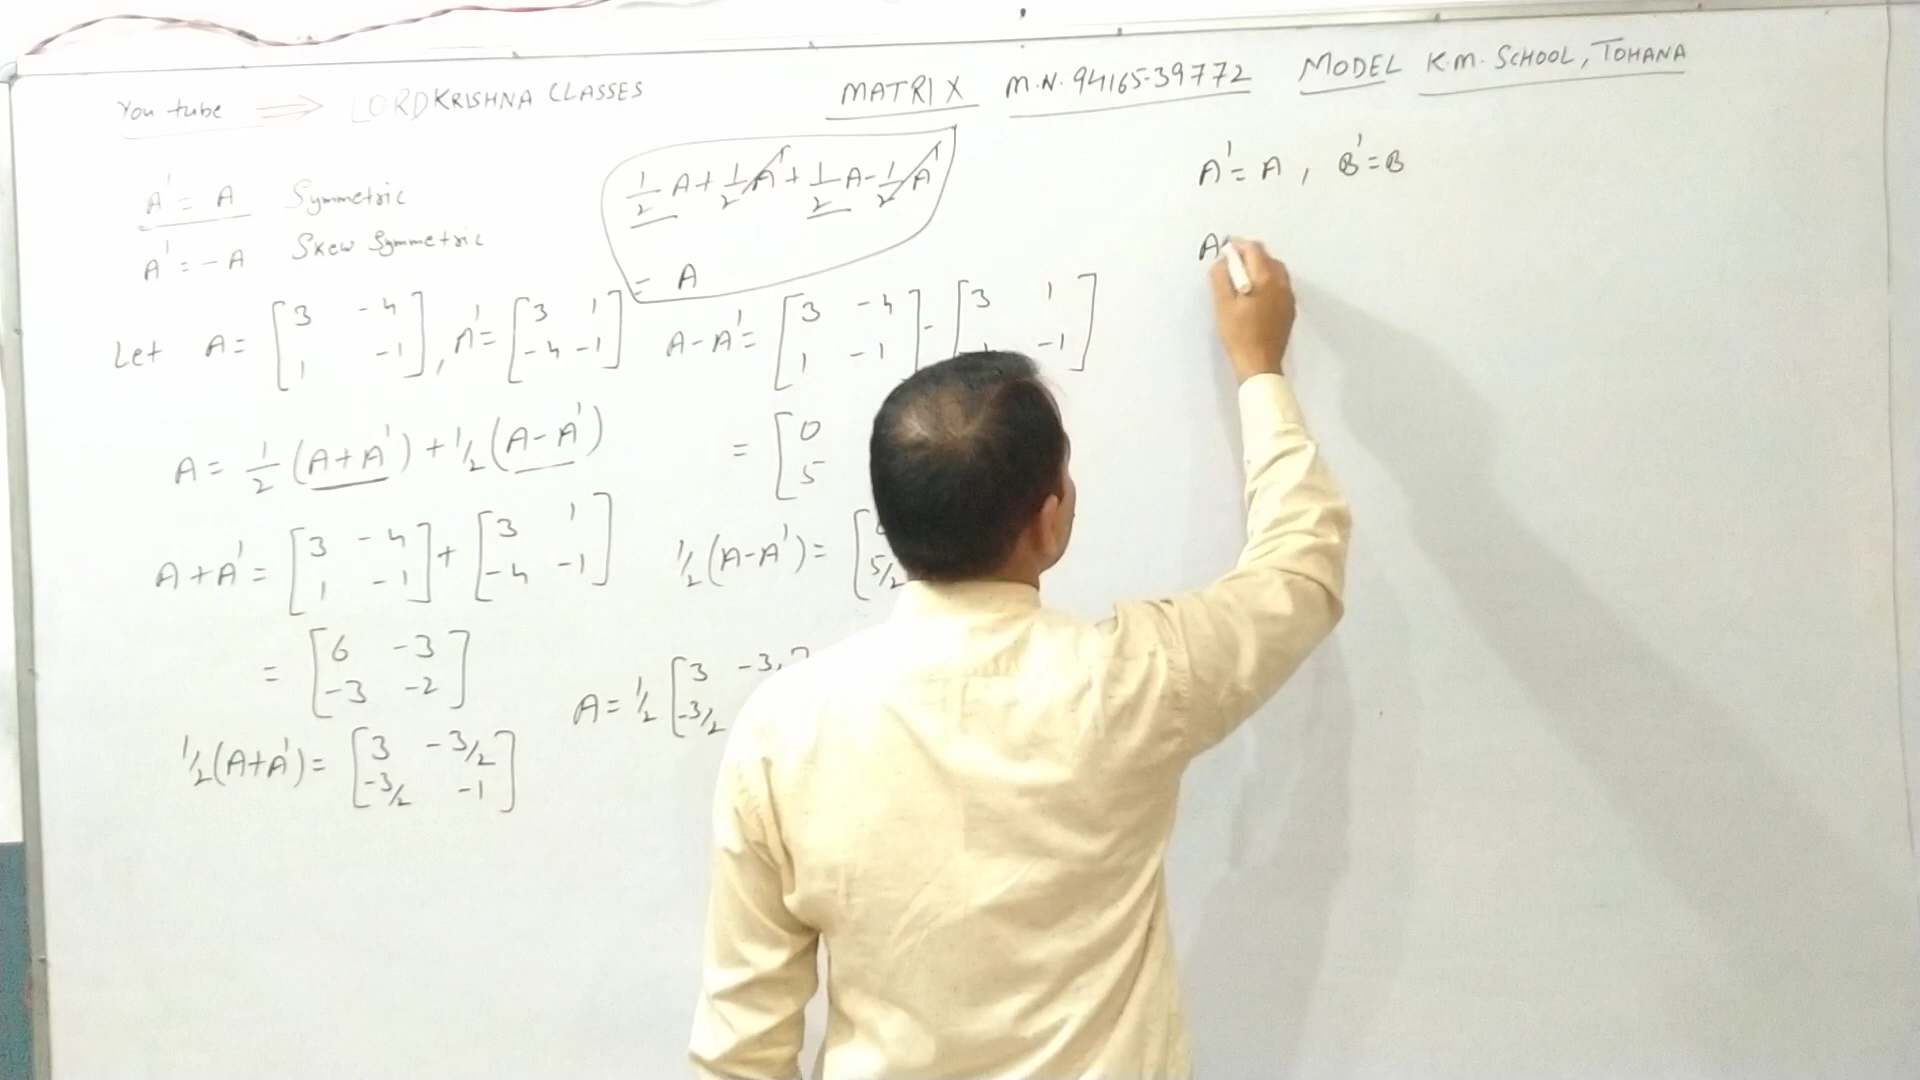 You tube ⟹ LORD KRISHNA CLASSES MATRIX M.N. 94165-39772 MODEL K.M. SCHOOL, TOHANA
A' = A Symmetric
A' = -A Skew Symmetric
1/2 A + 1/2 A' + 1/2 A - 1/2 A'
= A
Let A = [3 -4
1 -1], A' = [3 1
-4 -1]
A = 1/2 (A+A') + 1/2 (A-A')
A+A' = [3 -4
1 -1] + [3 1
-4 -1]
= [6 -3
-3 -2]
1/2 (A+A') = [3 -3/2
-3/2 -1]
A-A' = [3 -4
1 -1] - [3 1
-1]
= [0
5
1/2 (A-A') = [
5/2
A = 1/2 [3 -3
-3/2
A' = A, B' = B
A